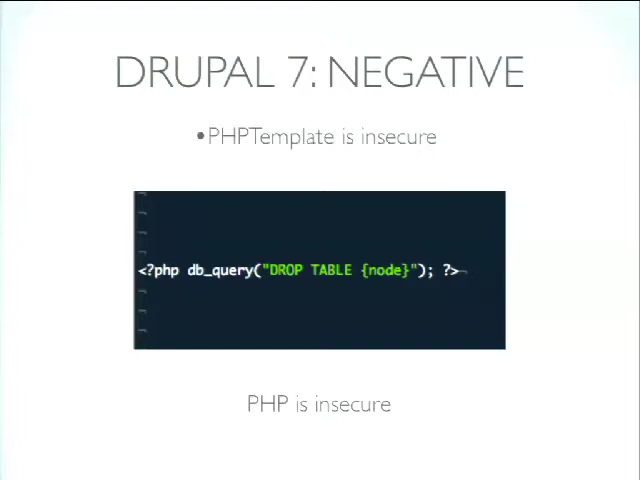 DRUPAL 7: NEGATIVE
•PHPTemplate is insecure
<?php db_query("DROP TABLE {node}"); ?>¬
PHP is insecure